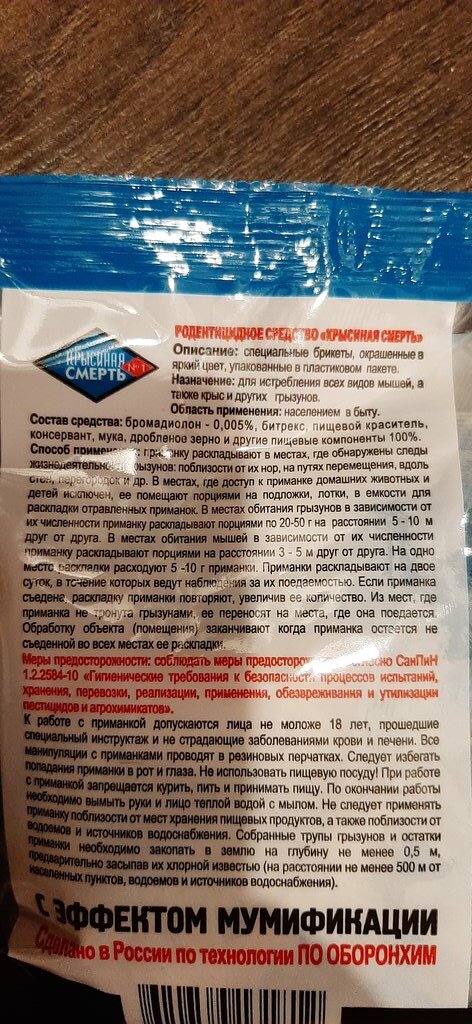 РОДЕНТИЦИДНОЕ СРЕДСТВО «КРЫСИНАЯ СМЕРТЬ»
КРЫСИНАЯ
СМЕРТЬ №1
Описание: специальные брикеты, окрашенные в
яркий цвет, упакованные в пластиковом пакете.
Назначение: для истребления всех видов мышей, а
также крыс и других грызунов.
Область применения: населением в быту.
Состав средства: бромадиолон - 0,005%, битрекс, пищевой краситель,
консервант, мука, дробленое зерно и другие пищевые компоненты 100%.
Способ раскладывают в местах, где обнаружены следы
грызунов: поблизости от их нор, на путях перемещения, вдоль
стен, перегородок и др. В местах, где доступ к приманке домашних животных и
детей исключен, ее помещают порциями на подложки, лотки, в емкости для
раскладки отравленных приманок. В местах обитания грызунов в зависимости от
их численности приманку раскладывают порциями по 20-50 г на расстоянии 5 - 10 м
друг от друга. В местах обитания мышей в зависимости от их численности
приманку раскладывают порциями на расстоянии 3 - 5 м друг от друга. На одно
место раскладки расходуют 5 -10 г приманки. Приманки раскладывают на двое
суток, в течение которых ведут наблюдения за их поедаемостью. Если приманка
съедена, раскладку приманки повторяют, увеличив ее количество. Из мест, где
приманка не тронута грызунами, ее переносят на места, где она поедается.
Обработку объекта (помещения) заканчивают когда приманка остается не
съеденной во всех местах ее раскладки.
Меры предосторожности: соблюдать меры СанПиН
1.2.2584-10 «Гигиенические требования к безопасности процессов испытаний,
хранения, перевозки, реализации, применения, обезвреживания и утилизации
пестицидов и агрохимикатов».
К работе с приманкой допускаются лица не моложе 18 лет, прошедшие
специальный инструктаж и не страдающие заболеваниями крови и печени. Все
манипуляции с приманками проводят в резиновых перчатках. Следует избегать
попадания приманки в рот и глаза. Не использовать пищевую посуду! При работе
с приманкой запрещается курить, пить и принимать пищу. По окончании работы
необходимо вымыть руки и лицо теплой водой с мылом. Не следует применять
приманку поблизости от мест хранения пищевых продуктов, а также поблизости от
водоемов и источников водоснабжения. Собранные трупы грызунов и остатки
приманки необходимо закопать в землю на глубину не менее 0,5 м,
предварительно засыпав их хлорной известью (на расстоянии не менее 500 м от
населенных пунктов, водоемов и источников водоснабжения).
С ЭФФЕКТОМ МУМИФИКАЦИИ
Сделано в России по технологии ПО ОБОРОНХИМ